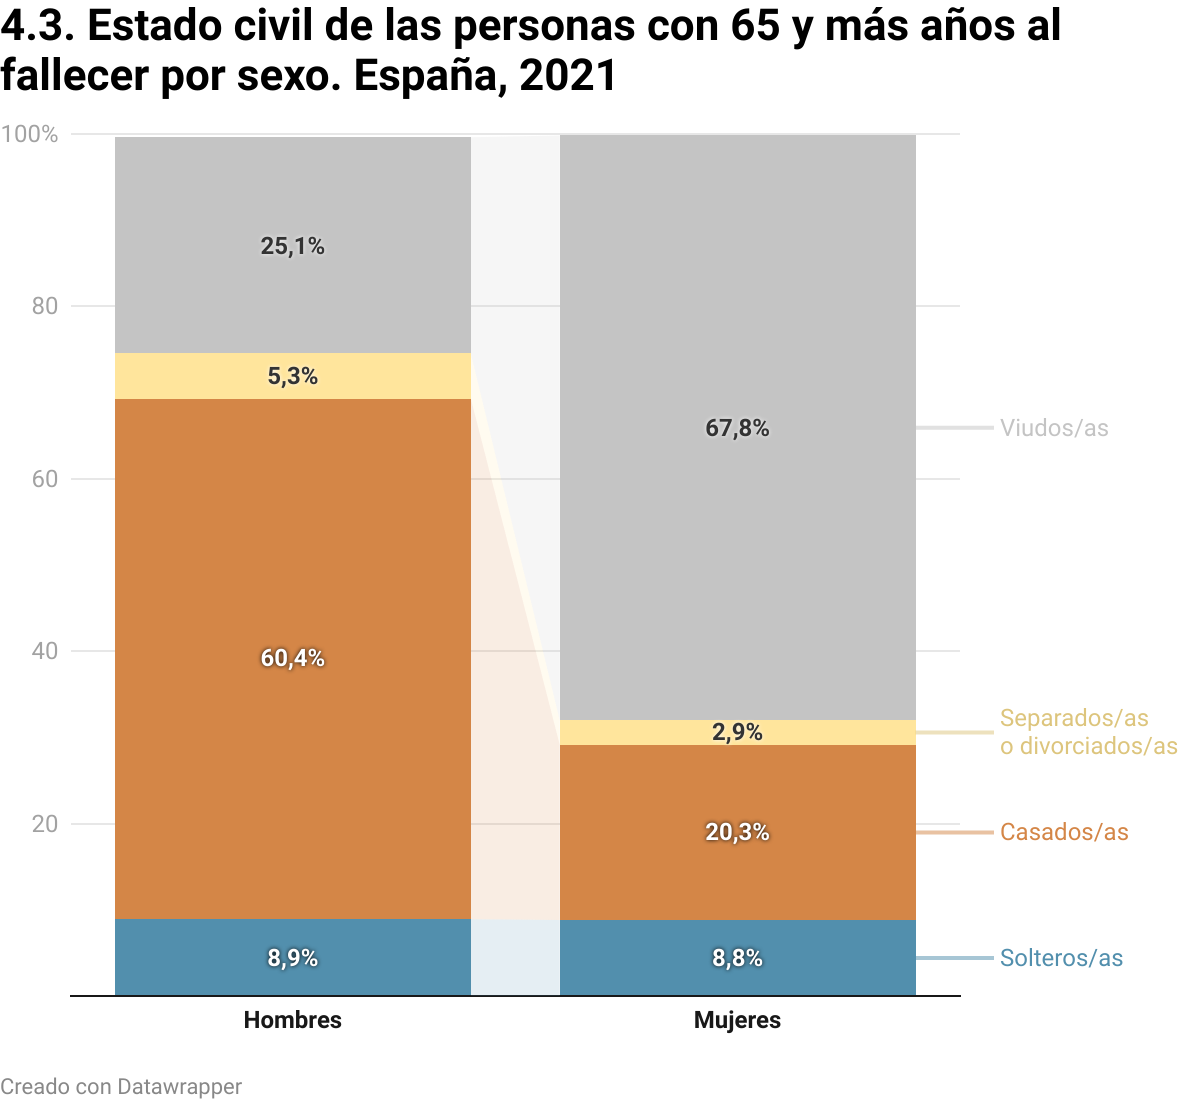 4.3. Estado civil de las personas con 65 y más años al
fallecer por sexo. España, 2021
100%
25,1%
80
5,3%
67,8%
Viudos/as
60
60,4%
40
Separados/as
o divorciados/as
2,9%
20
20,3%
Casados/as
8,9%
8,8%
Solteros/as
Hombres
Mujeres
Creado con Datawrapper